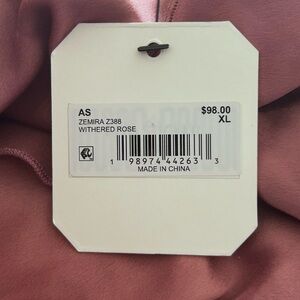 AS $98.00
ZEMIRA Z388 XL
WITHERED ROSE
1 98974 44263 3
MADE IN CHINA